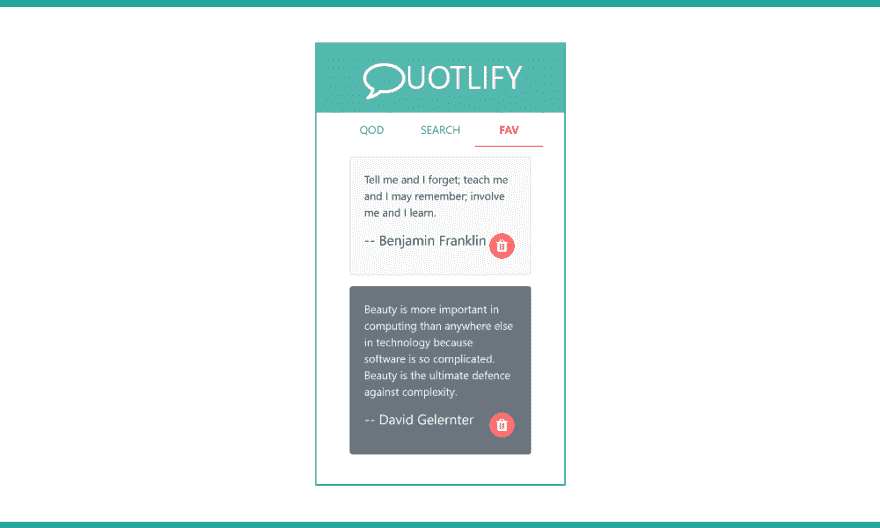 QUOTLIFY
QOD SEARCH FAV
Tell me and I forget; teach me
and I may remember; involve
me and I learn.
-- Benjamin Franklin
Beauty is more important in
computing than anywhere else
in technology because
software is so complicated.
Beauty is the ultimate defence
against complexity.
-- David Gelernter